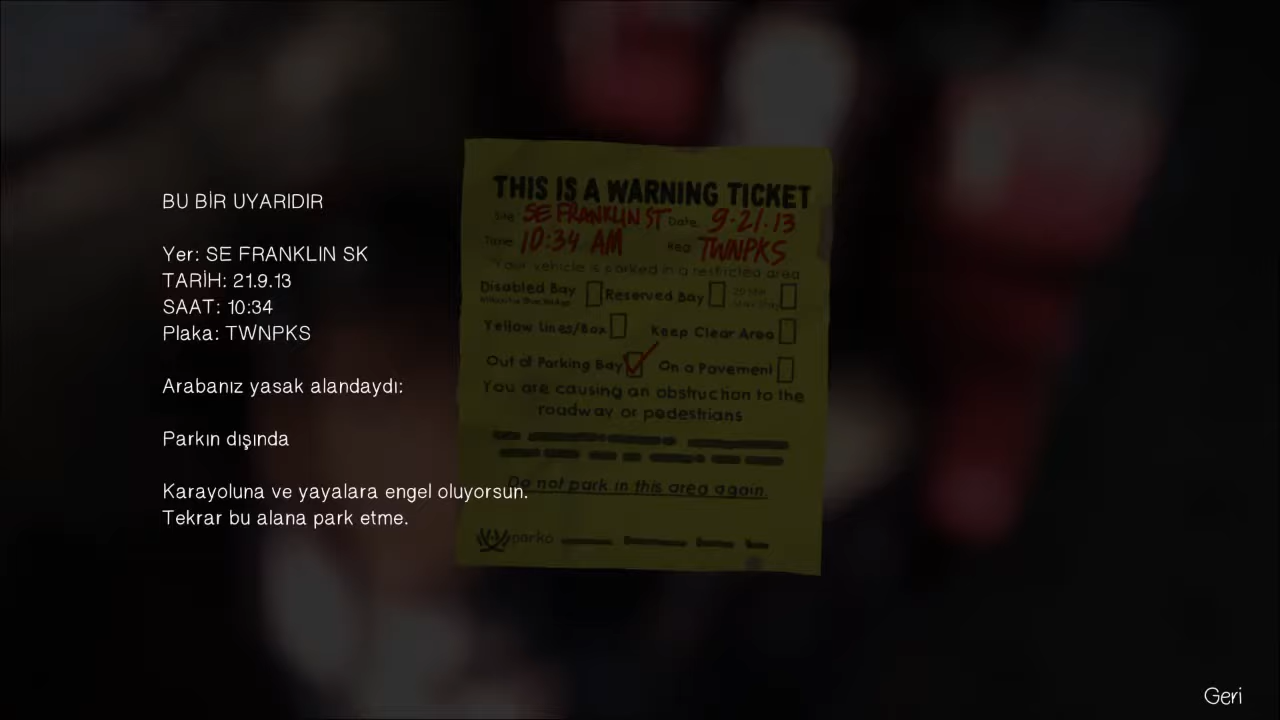 BU BİR UYARIDIR
Yer: SE FRANKLIN SK
TARİH: 21.9.13
SAAT: 10:34
Plaka: TWNPKS
Arabanız yasak alandaydı:
Parkın dışında
Karayoluna ve yayalara engel oluyorsun.
Tekrar bu alana park etme.
THIS IS A WARNING TICKET
Site: SE FRANKLIN ST Date: 9-21-13
Time: 10:34 AM Reg: TWNPKS
Your vehicle is parked in a restricted area
Disabled Bay Reserved Bay 20 Min
Yellow Lines/Box Keep Clear Area
Out of Parking Bay On a Pavement
You are causing an obstruction to the
roadway or pedestrians
Do not park in this area again.
parko
Geri